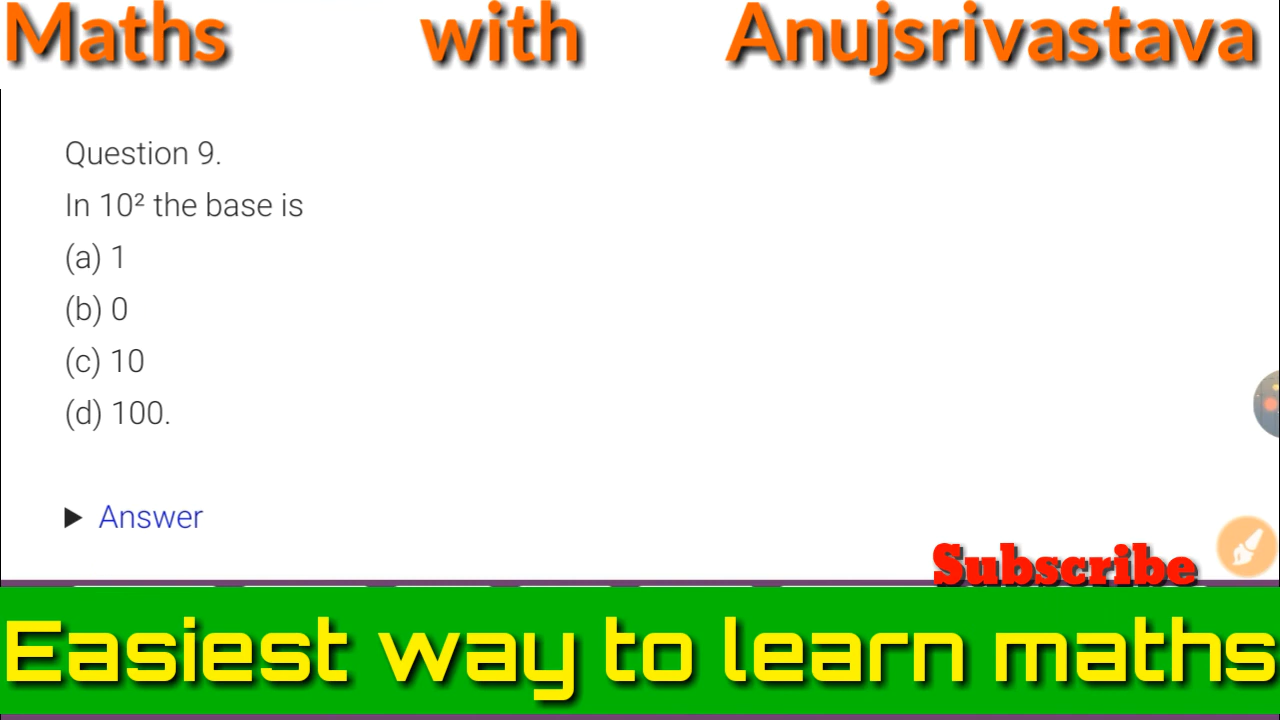 Maths with Anujsrivastava
Question 9.
In 10² the base is
(a) 1
(b) 0
(c) 10
(d) 100.
▶ Answer
Subscribe
Easiest way to learn maths